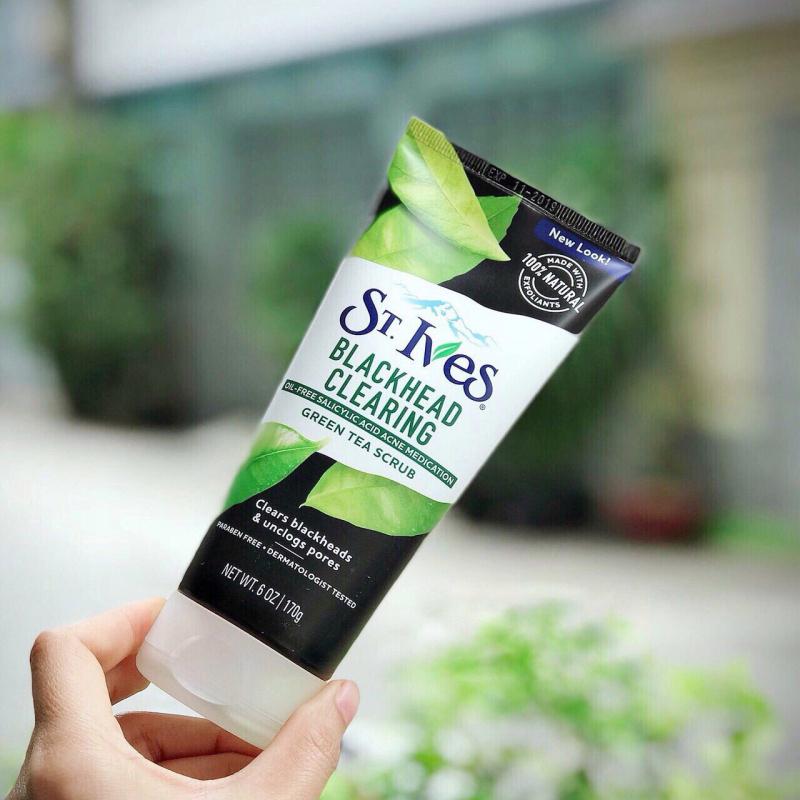 EXP 11-2019
New Look!
MADE WITH
100% NATURAL
EXFOLIANTS
ST. Ives®
BLACKHEAD
CLEARING
OIL-FREE SALICYLIC ACID ACNE MEDICATION
GREEN TEA SCRUB
Clears blackheads
& unclogs pores
PARABEN FREE • DERMATOLOGIST TESTED
NET WT. 6 OZ | 170g